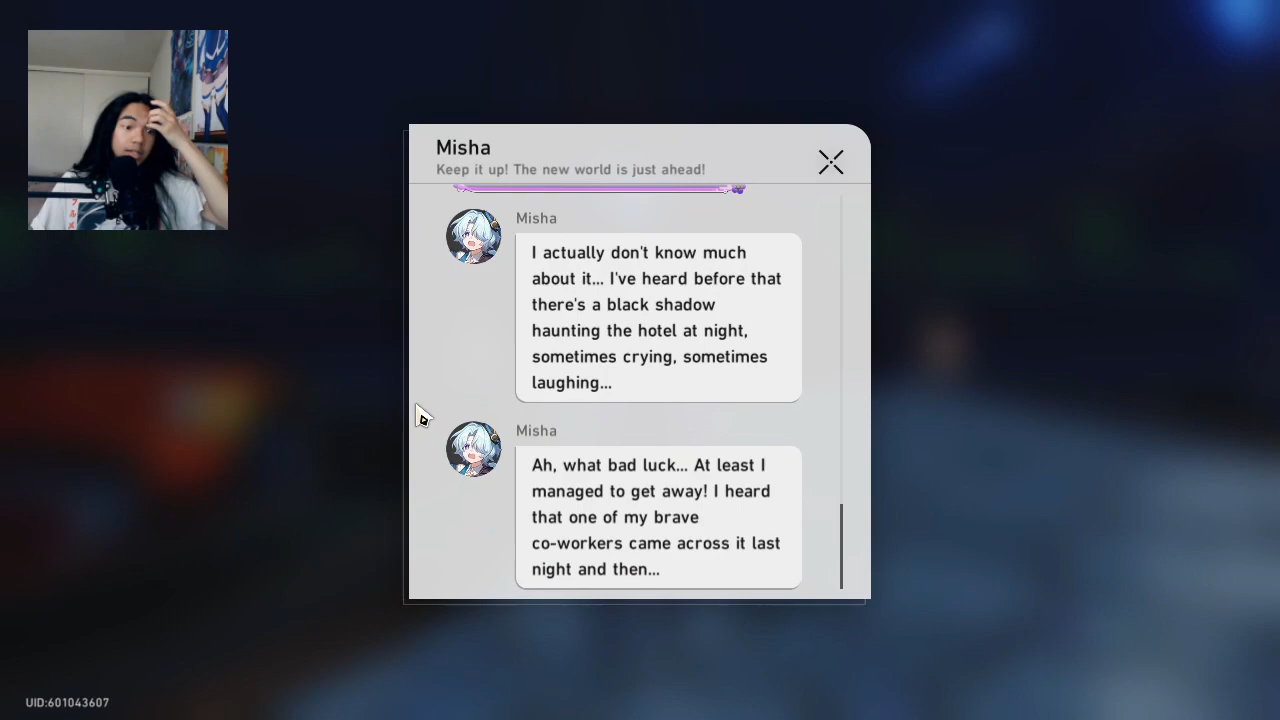 Misha
Keep it up! The new world is just ahead!
Misha
I actually don't know much
about it... I've heard before that
there's a black shadow
haunting the hotel at night,
sometimes crying, sometimes
laughing...
Misha
Ah, what bad luck... At least I
managed to get away! I heard
that one of my brave
co-workers came across it last
night and then...
UID:601043607